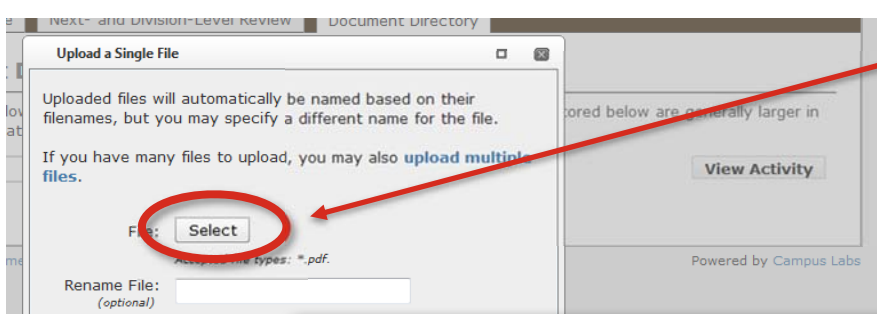 Next- and Division-Level Review Document Directory
Upload a Single File
Uploaded files will automatically be named based on their
filenames, but you may specify a different name for the file.
ored below are generally larger in
If you have many files to upload, you may also upload multiple
files.
View Activity
File: Select
Accepted file types: *.pdf.
Powered by Campus Labs
Rename File:
(optional)